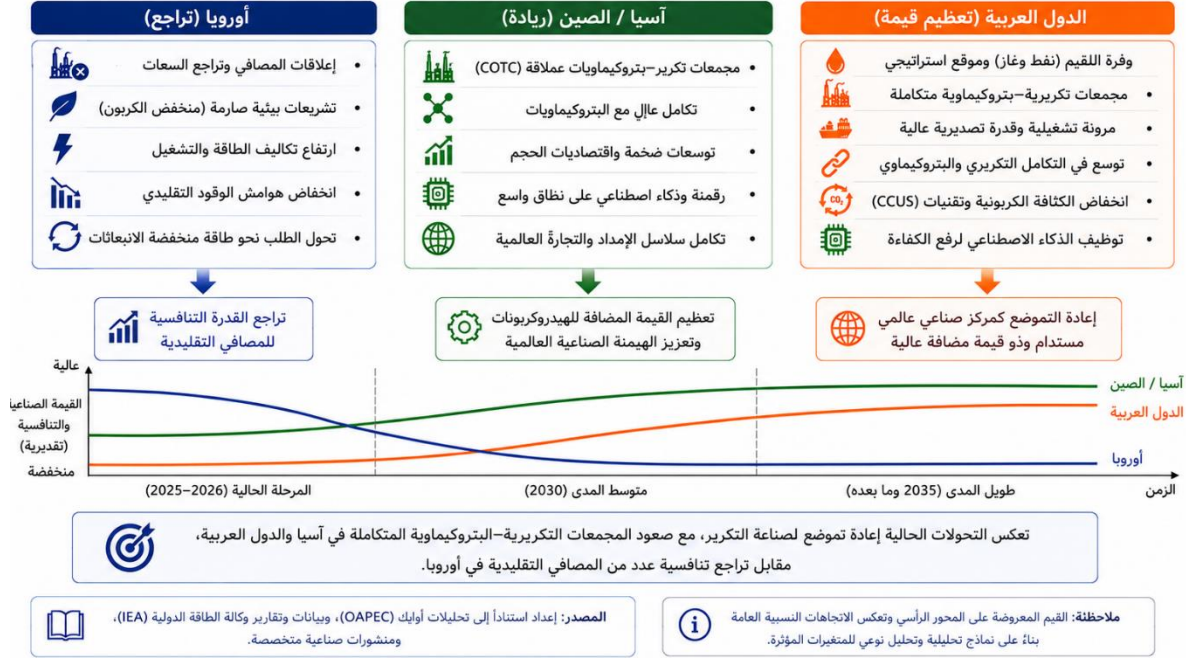 الدول العربية (تعظيم قيمة)
وفرة اللقيم (نفط وغاز) وموقع استراتيجي
• مجمعات تكريرية–بتروكيماوية متكاملة
• مرونة تشغيلية وقدرة تصديرية عالية
• توسع في التكامل التكريري والبتروكيماوي
• انخفاض الكثافة الكربونية وتقنيات (CCUS)
CO₂
• توظيف الذكاء الاصطناعي لرفع الكفاءة
إعادة التموضع كمركز صناعي عالمي
مستدام وذو قيمة مضافة عالية
آسيا / الصين (ريادة)
• مجمعات تكرير–بتروكيماويات عملاقة (COTC)
• تكامل عاالٍ مع البتروكيماويات
• توسعات ضخمة واقتصاديات الحجم
• رقمنة وذكاء اصطناعي على نظاق واسع
• تكامل سلاسل الإمداد والتجارةً العالمية
تعظيم القيمة المضافة للهيدروكربونات
وتعزيز الهيمنة الصناعية العالمية
أوروبا (تراجع)
• إعلاقات المصافي وتراجع السعات
• تشريعات بيئية صارمة (منخفض الكربون)
• ارتفاع تكاليف الطاقة والتشغيل
• انخفاض هوامش الوقود التقليدي
• تحول الطلب نحو طاقة منخفضة الانبعاثات
تراجع القدرة التنافسية
للمصافي التقليدية
عالية
القيمة الصناعي
والتنافسية
(تقديرية)
منخفضة
آسيا / الصين
الدول العربية
أوروبا
الزمن
المرحلة الحالية (2025–2026)
متوسط المدى (2030)
طويل المدى (2035 وما بعده)
تعكس التحولات الحالية إعادة تموضع لصناعة التكرير، مع صعود المجمعات التكريرية–البتروكيماوية المتكاملة في آسيا والدول العربية،
مقابل تراجع تنافسية عدد من المصافي التقليدية في أوروبا.
ملاحظئة: القيم المعروضة على المحور الرأسي وتعكس الاتجاهات النسبية العامة
بناءً على نماذج تحليلية وتحليل نوعي للمتغيرات المؤثرة.
المصدر: إعداد استناداً إلى تحليلات أوابك (OAPEC)، وبيانات وتقارير وكالة الطاقة الدولية (IEA)،
ومنشورات صناعية متخصصة.